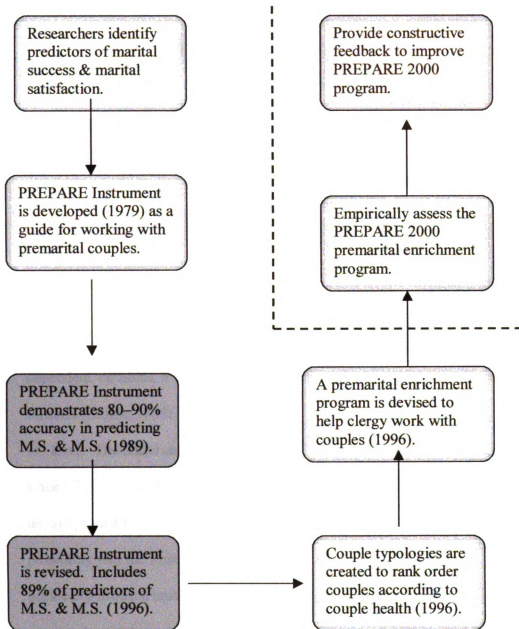 Researchers identify
predictors of marital
success & marital
satisfaction.
PREPARE Instrument
is developed (1979) as a
guide for working with
premarital couples.
PREPARE Instrument
demonstrates 80–90%
accuracy in predicting
M.S. & M.S. (1989).
PREPARE Instrument
is revised. Includes
89% of predictors of
M.S. & M.S. (1996).
Couple typologies are
created to rank order
couples according to
couple health (1996).
A premarital enrichment
program is devised to
help clergy work with
couples (1996).
Empirically assess the
PREPARE 2000
premarital enrichment
program.
Provide constructive
feedback to improve
PREPARE 2000
program.